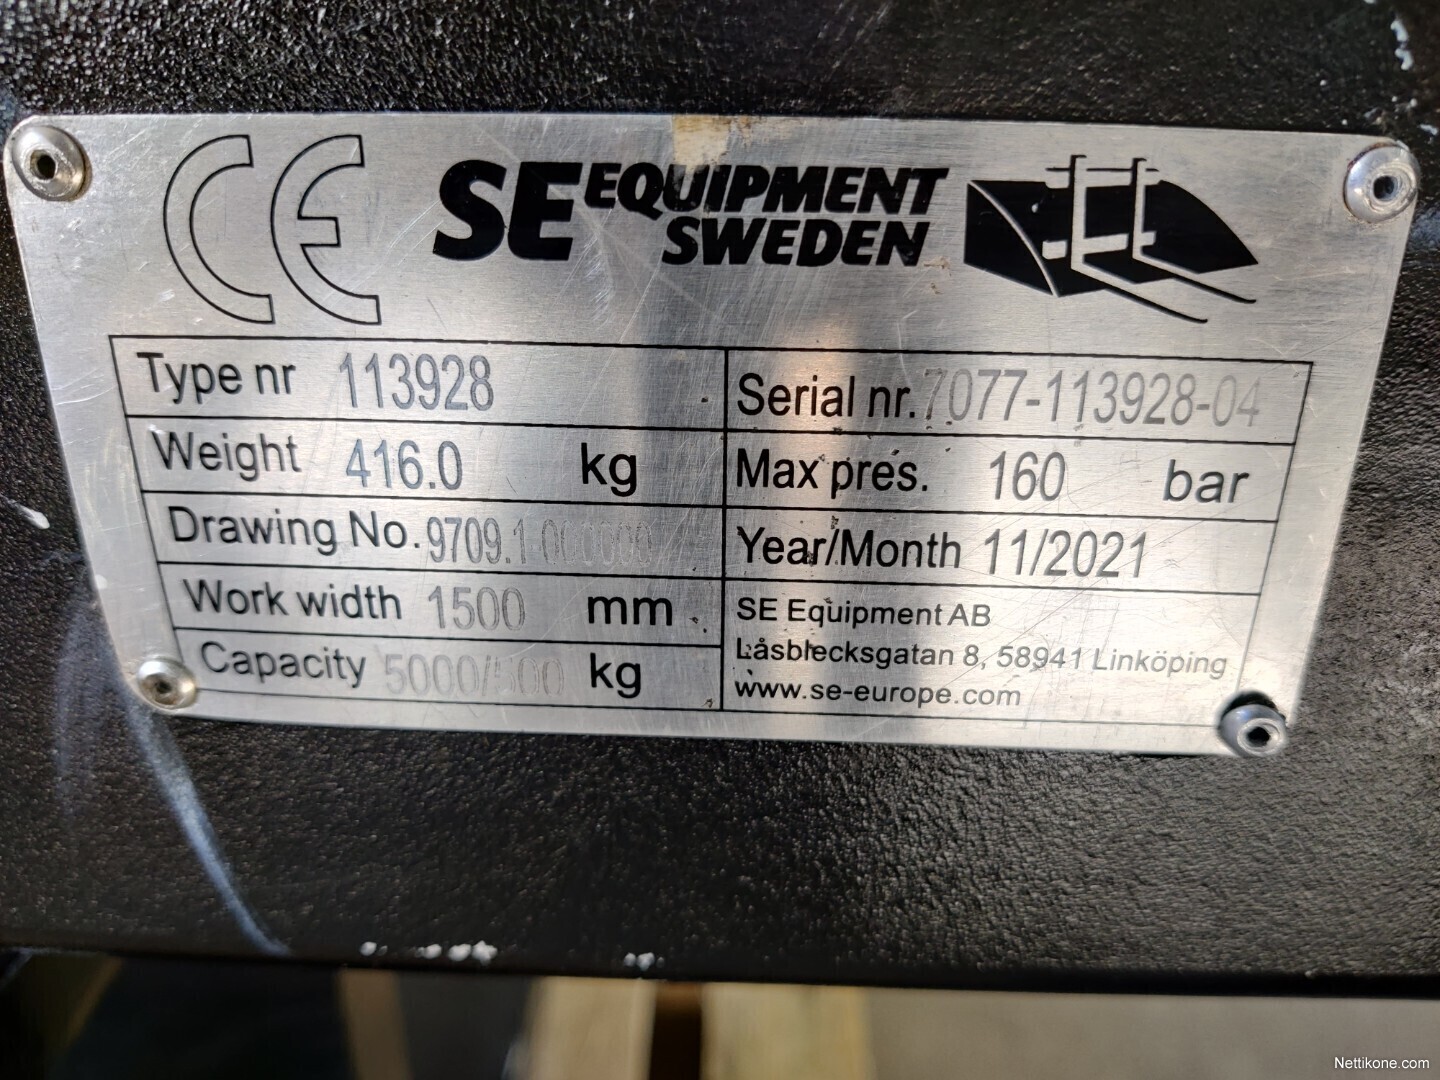 CE SE EQUIPMENT
SWEDEN
Type nr 113928
Weight 416.0 kg
Drawing No. 9709.1-000000
Work width 1500 mm
Capacity 5000/500 kg
Serial nr. 7077-113928-04
Max pres. 160 bar
Year/Month 11/2021
SE Equipment AB
Låsblecksgatan 8, 58941 Linköping
www.se-europe.com
Nettikone.com